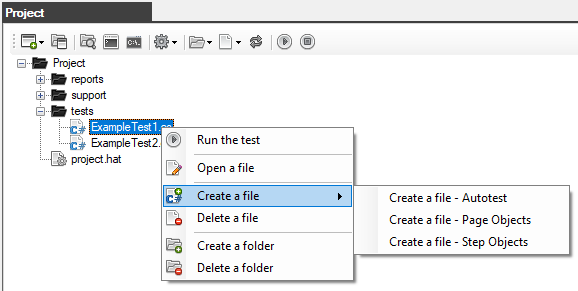 Project
Project
reports
support
tests
ExampleTest1.cs
ExampleTest2.
project.hat
Run the test
Open a file
Create a file
Delete a file
Create a folder
Delete a folder
Create a file - Autotest
Create a file - Page Objects
Create a file - Step Objects